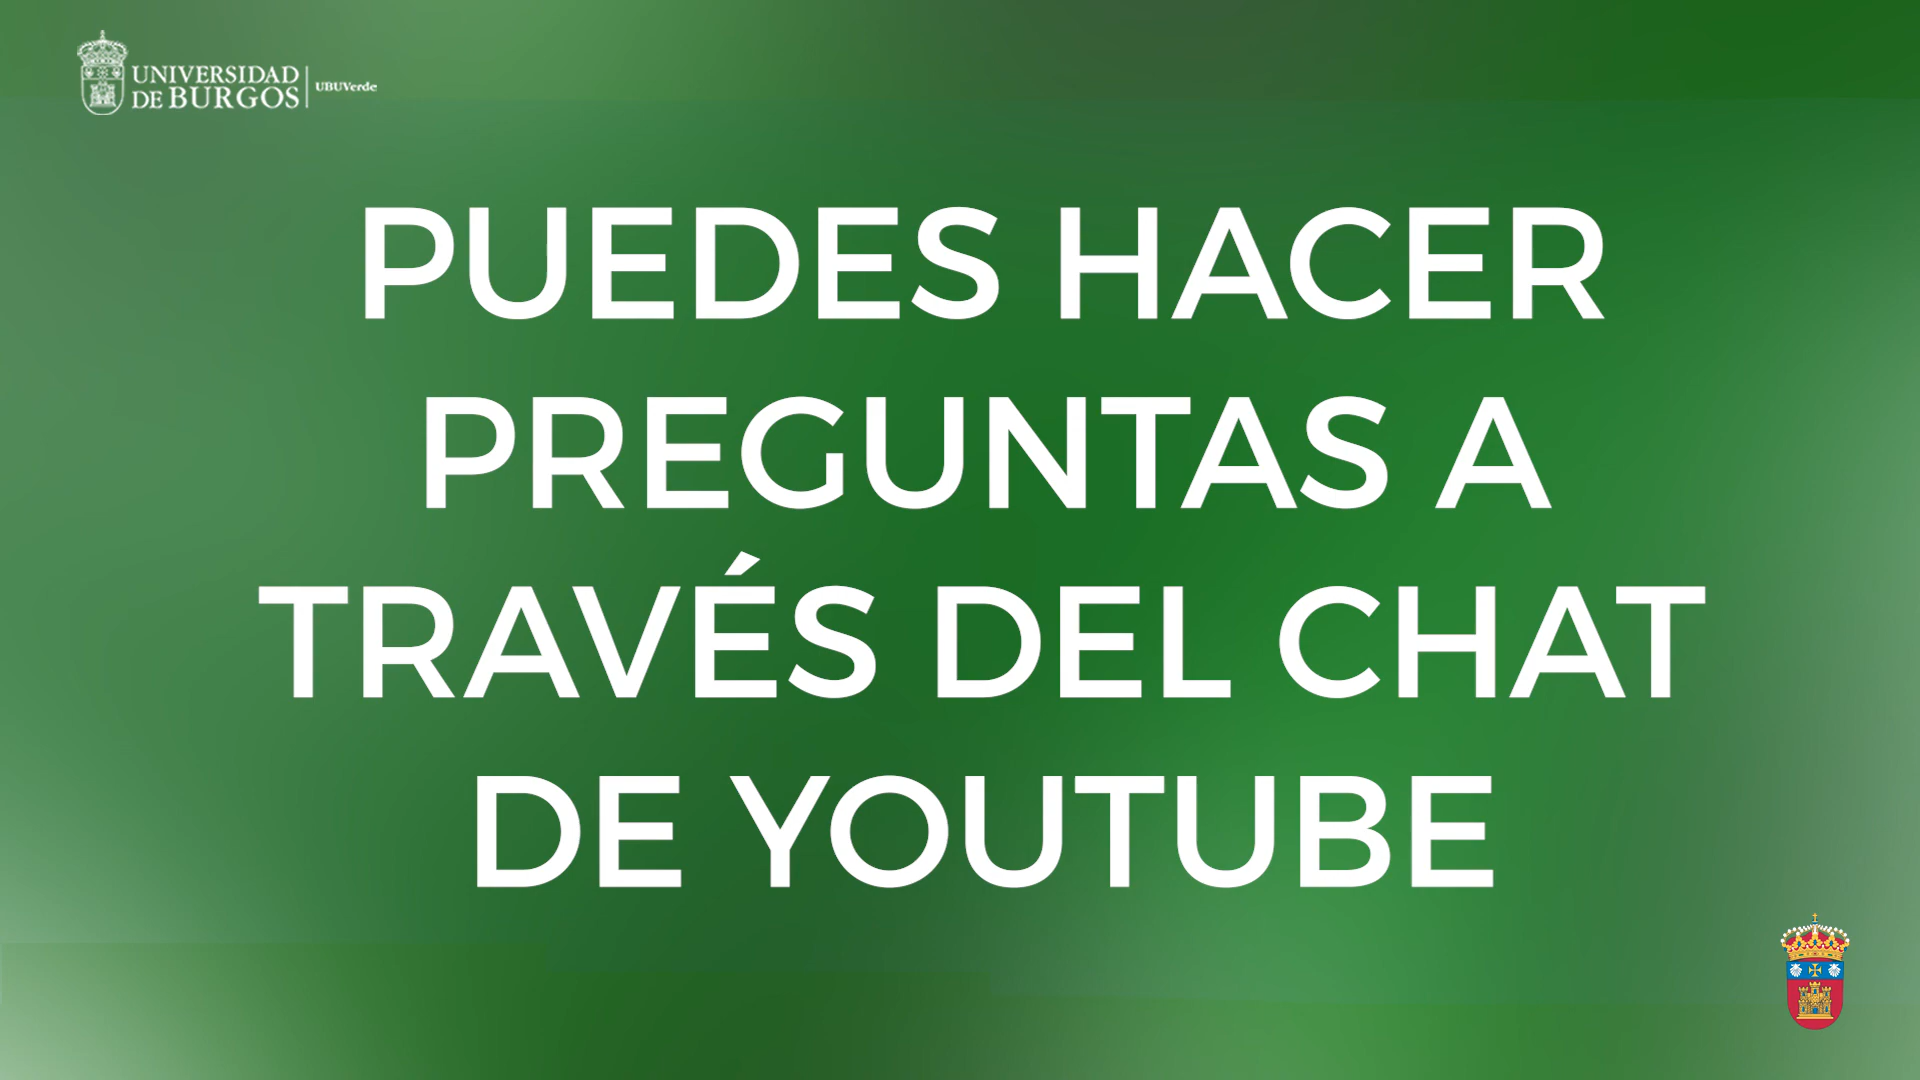 UNIVERSIDAD
DE BURGOS
UBUVerde
PUEDES HACER
PREGUNTAS A
TRAVÉS DEL CHAT
DE YOUTUBE